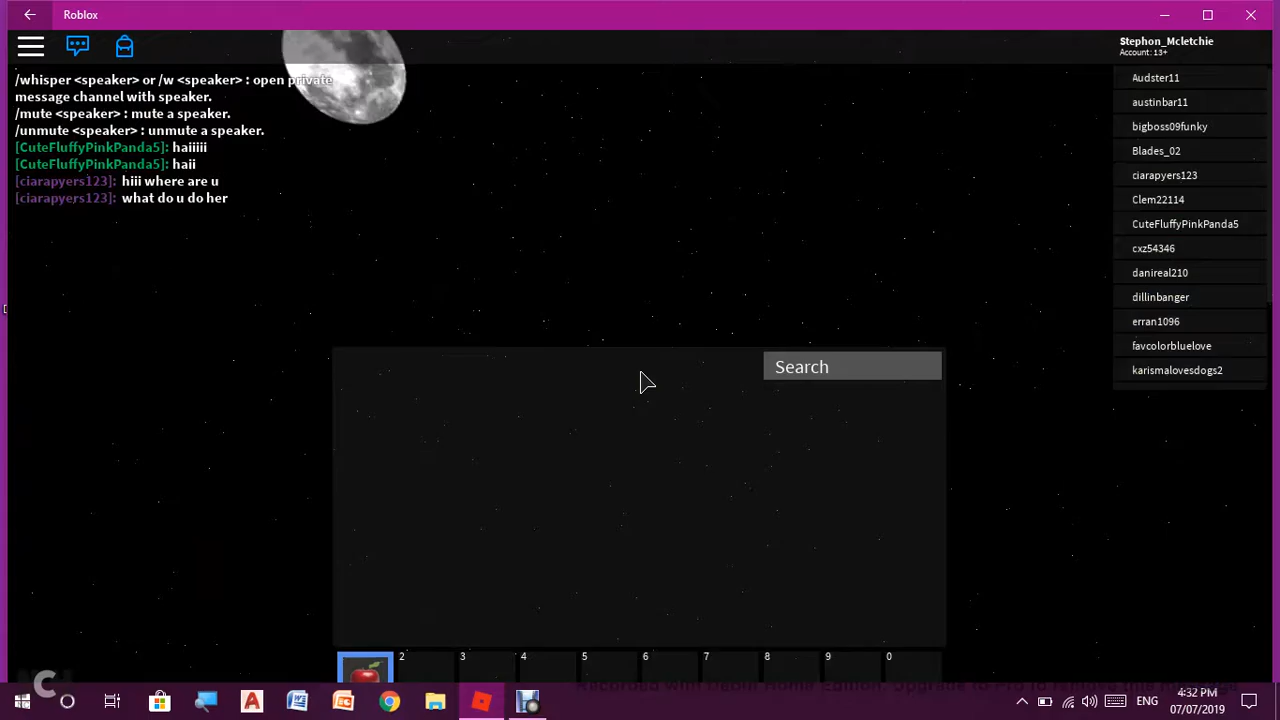 Roblox
Stephon_Mcletchie
Account: 13+
/whisper <speaker> or /w <speaker> : open private
message channel with speaker.
/mute <speaker> : mute a speaker.
/unmute <speaker> : unmute a speaker.
[CuteFluffyPinkPanda5]: haiiiii
[CuteFluffyPinkPanda5]: haii
[ciarapyers123]: hiii where are u
[ciarapyers123]: what do u do her
Audster11
austinbar11
bigboss09funky
Blades_02
ciarapyers123
Clem22114
CuteFluffyPinkPanda5
cxz54346
danireal210
dillinbanger
erran1096
favcolorbluelove
karismalovesdogs2
Search
2 3 4 5 6 7 8 9 0
ENG
4:32 PM
07/07/2019